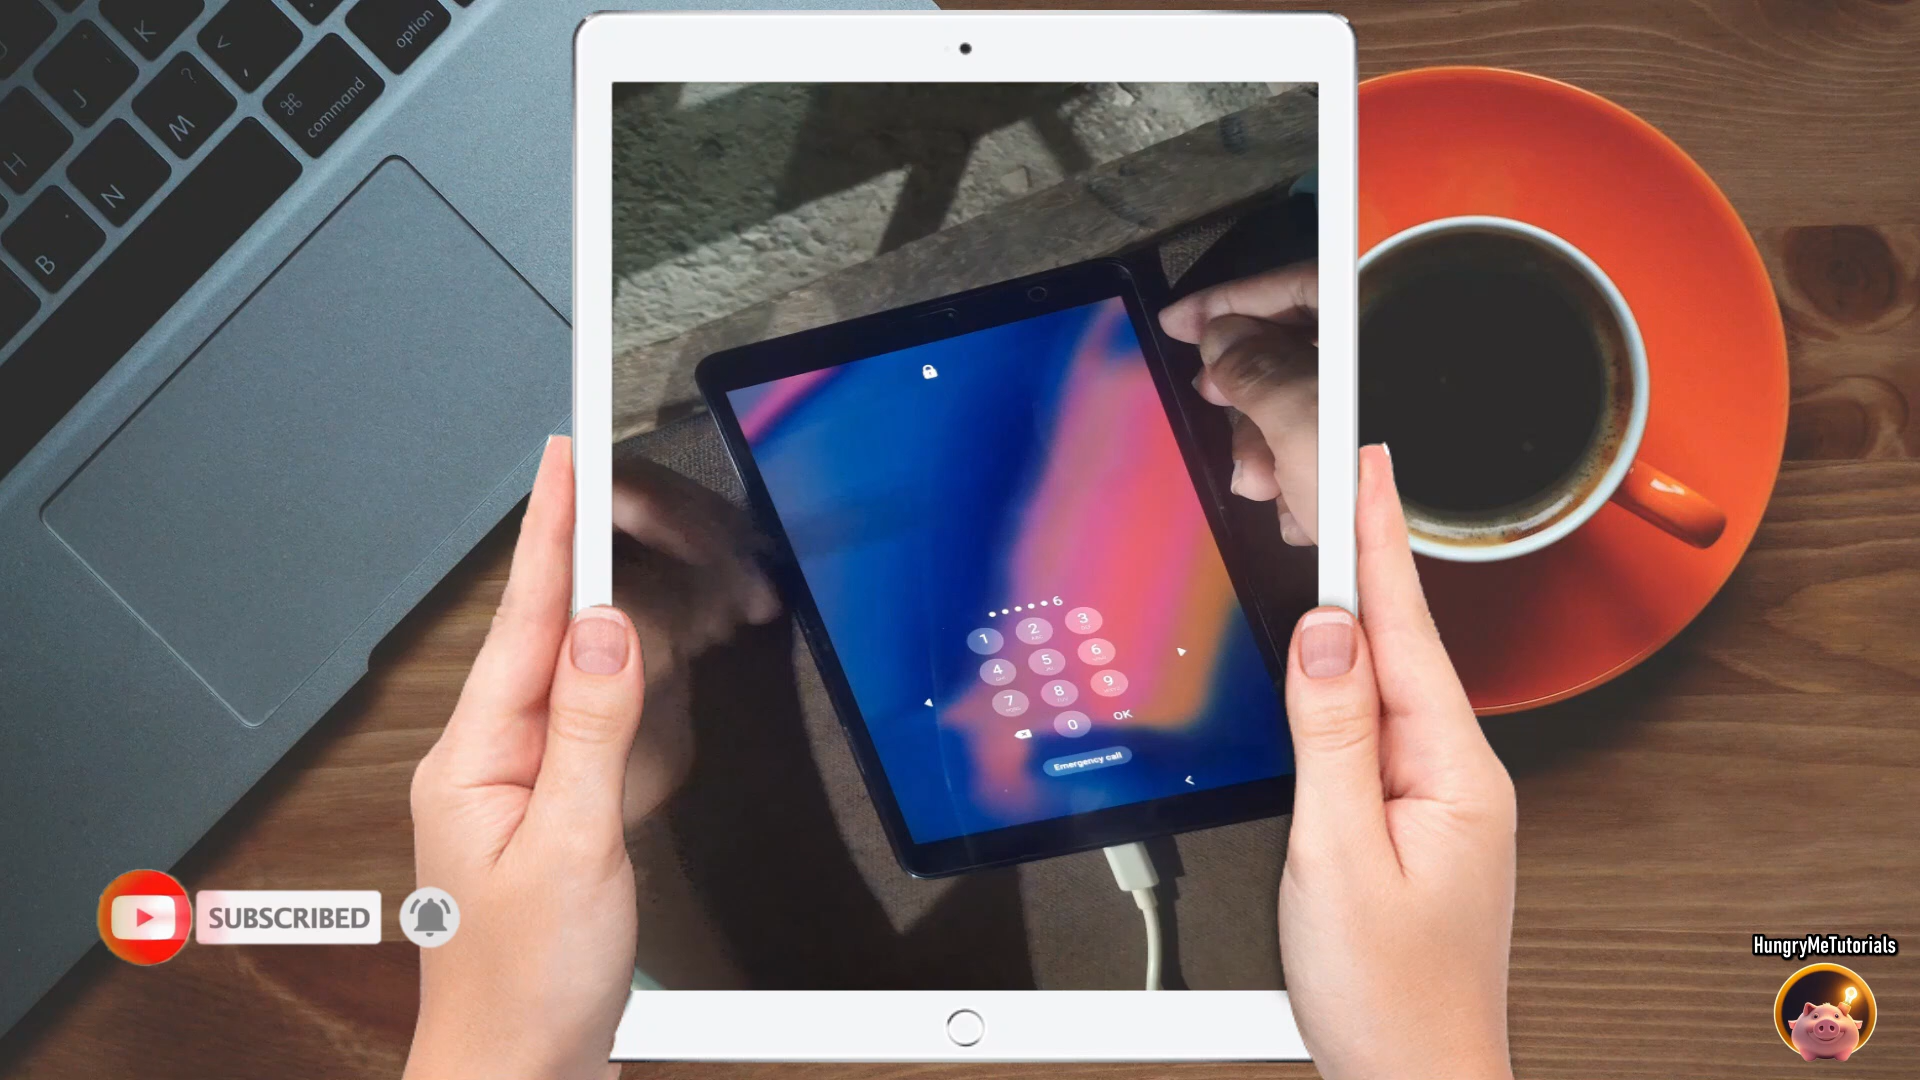 option
K
<
command
⌘
J
?
M
H
N
B
•••••6
1
2
3
4
5
6
7
8
9
0
OK
Emergency call
SUBSCRIBED
HungryMeTutorials